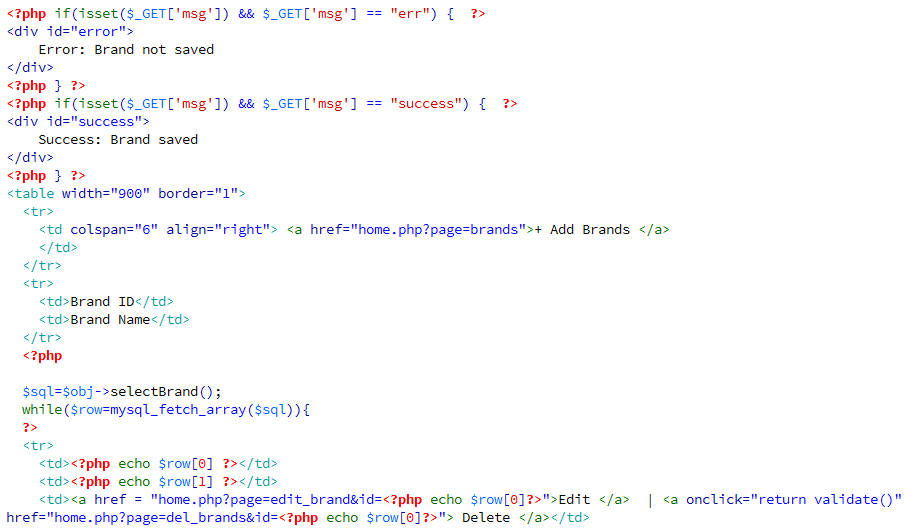 <?php if(isset($_GET['msg']) && $_GET['msg'] == "err") {  ?>
<div id="error">
    Error: Brand not saved
</div>
<?php } ?>
<?php if(isset($_GET['msg']) && $_GET['msg'] == "success") {  ?>
<div id="success">
    Success: Brand saved
</div>
<?php } ?>
<table width="900" border="1">
  <tr>
    <td colspan="6" align="right"> <a href="home.php?page=brands">+ Add Brands </a>
    </td>
  </tr>
  <tr>
    <td>Brand ID</td>
    <td>Brand Name</td>
  </tr>
  <?php

  $sql=$obj->selectBrand();
  while($row=mysql_fetch_array($sql)){
  ?>
  <tr>
    <td><?php echo $row[0] ?></td>
    <td><?php echo $row[1] ?></td>
    <td><a href = "home.php?page=edit_brand&id=<?php echo $row[0]?>">Edit </a>  | <a onclick="return validate()"
href="home.php?page=del_brands&id=<?php echo $row[0]?>"> Delete </a></td>